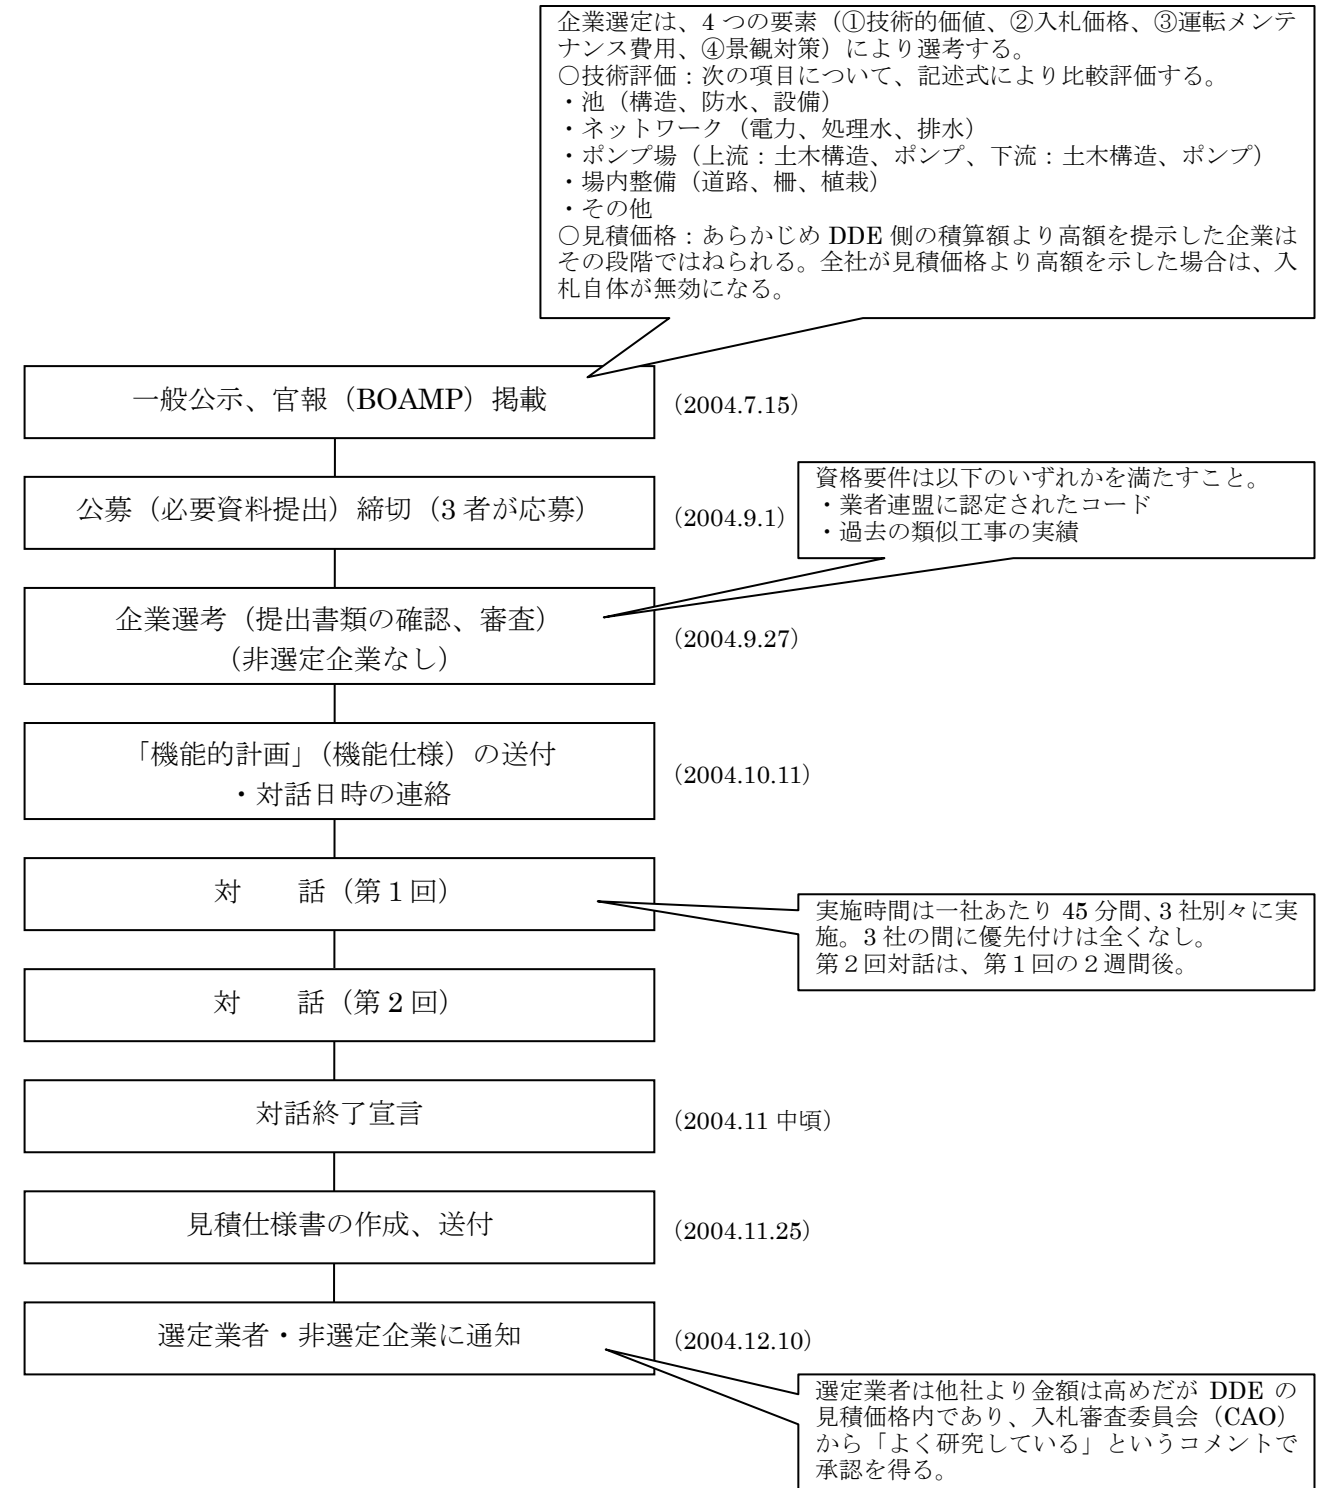 企業選定は、4つの要素（①技術的価値、②入札価格、③運転メンテ
ナンス費用、④景観対策）により選考する。
○技術評価：次の項目について、記述式により比較評価する。
・池（構造、防水、設備）
・ネットワーク（電力、処理水、排水）
・ポンプ場（上流：土木構造、ポンプ、下流：土木構造、ポンプ）
・場内整備（道路、柵、植栽）
・その他
○見積価格：あらかじめ DDE 側の積算額より高額を提示した企業は
その段階ではねられる。全社が見積価格より高額を示した場合は、入
札自体が無効になる。
一般公示、官報（BOAMP）掲載
（2004.7.15）
公募（必要資料提出）締切（3者が応募）
（2004.9.1）
資格要件は以下のいずれかを満たすこと。
・業者連盟に認定されたコード
・過去の類似工事の実績
企業選考（提出書類の確認、審査）
（非選定企業なし）
（2004.9.27）
「機能的計画」（機能仕様）の送付
・対話日時の連絡
（2004.10.11）
対　　話（第1回）
実施時間は一社あたり 45 分間、3 社別々に実
施。3 社の間に優先付けは全くなし。
第２回対話は、第１回の２週間後。
対　　話（第2回）
対話終了宣言
（2004.11 中頃）
見積仕様書の作成、送付
（2004.11.25）
選定業者・非選定企業に通知
（2004.12.10）
選定業者は他社より金額は高めだが DDE の
見積価格内であり、入札審査委員会（CAO）
から「よく研究している」というコメントで
承認を得る。